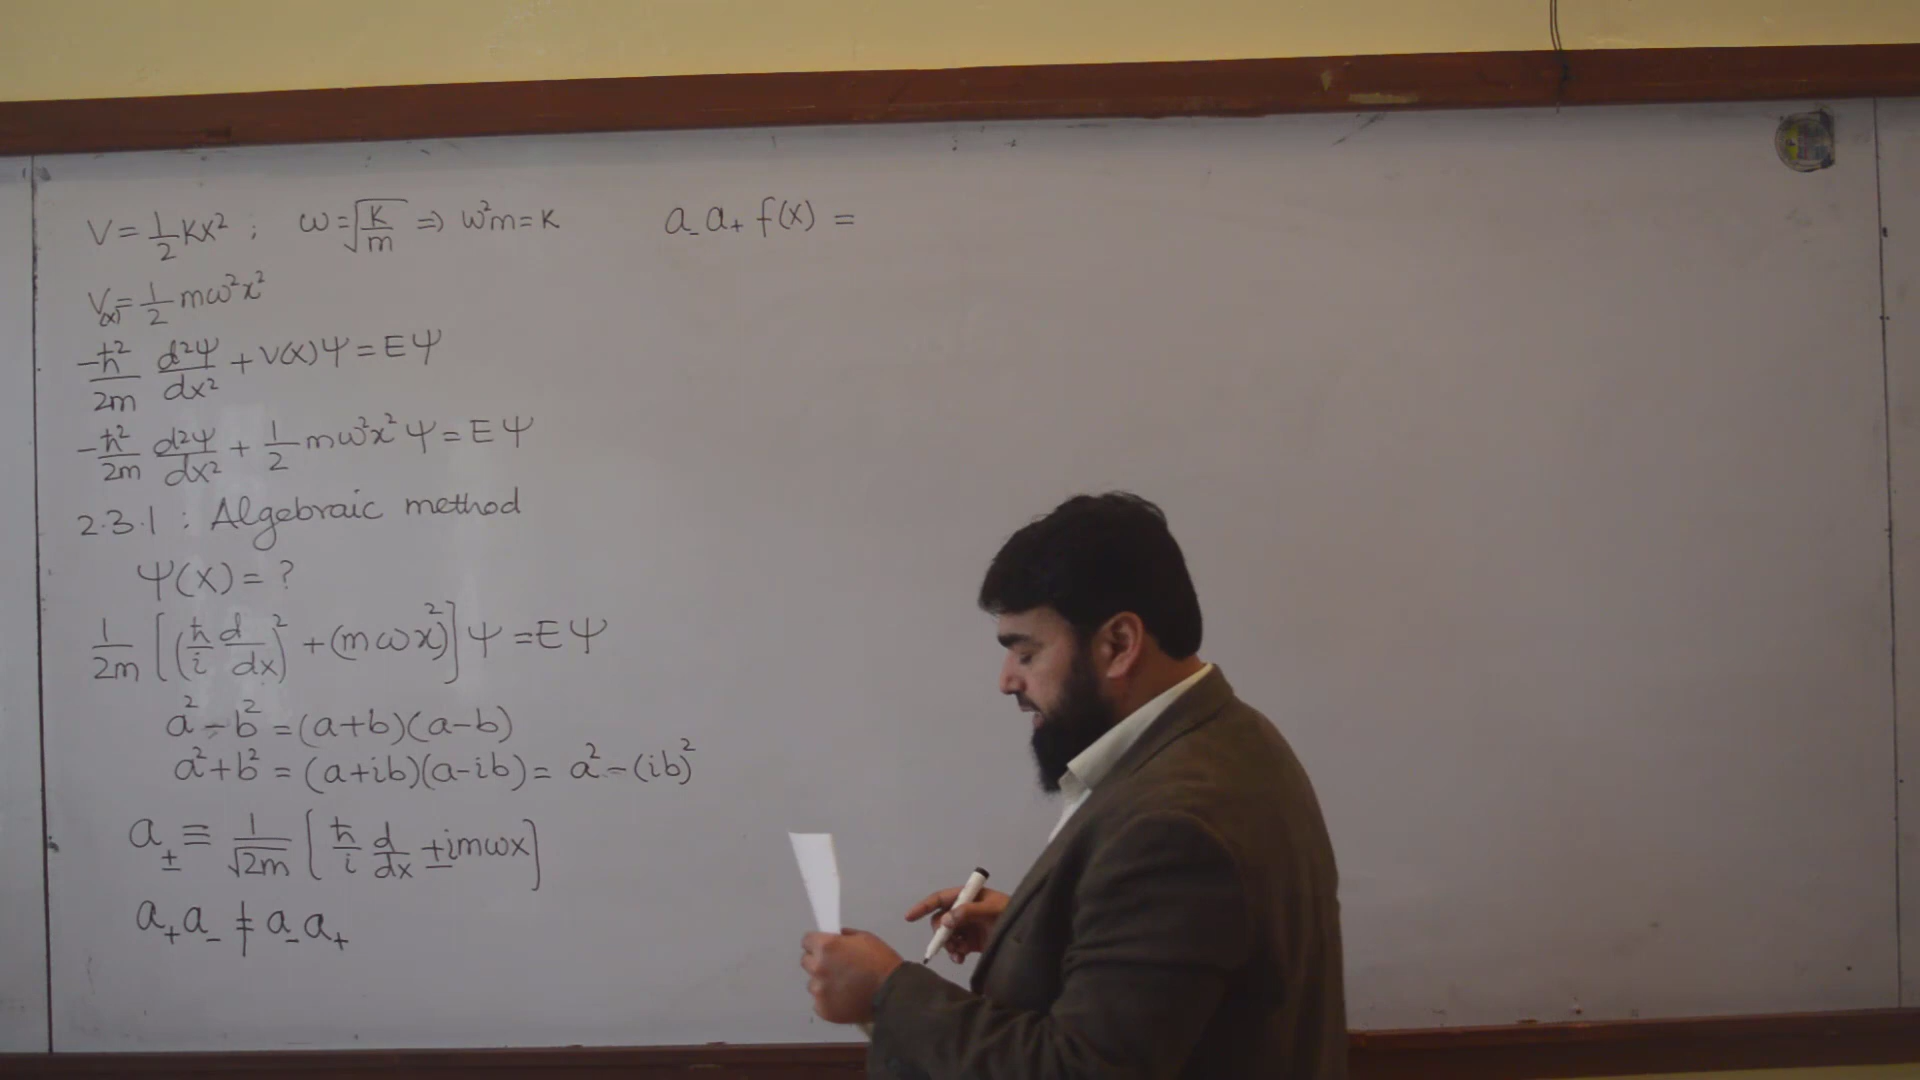 V = 1/2 Kx² ; ω = √(K/m) ⇒ ω²m = K
V(x) = 1/2 mω²x²
-ħ²/2m d²Ψ/dx² + V(x)Ψ = EΨ
-ħ²/2m d²Ψ/dx² + 1/2 mω²x² Ψ = EΨ
2.3.1 : Algebraic method
Ψ(x) = ?
1/2m [(ħ/i d/dx)² + (mωx)²] Ψ = EΨ
a² - b² = (a+b)(a-b)
a² + b² = (a+ib)(a-ib) = a² - (ib)²
a± ≡ 1/√2m [ħ/i d/dx ± imωx]
a₊a₋ ≠ a₋a₊
a₋a₊ f(x) =